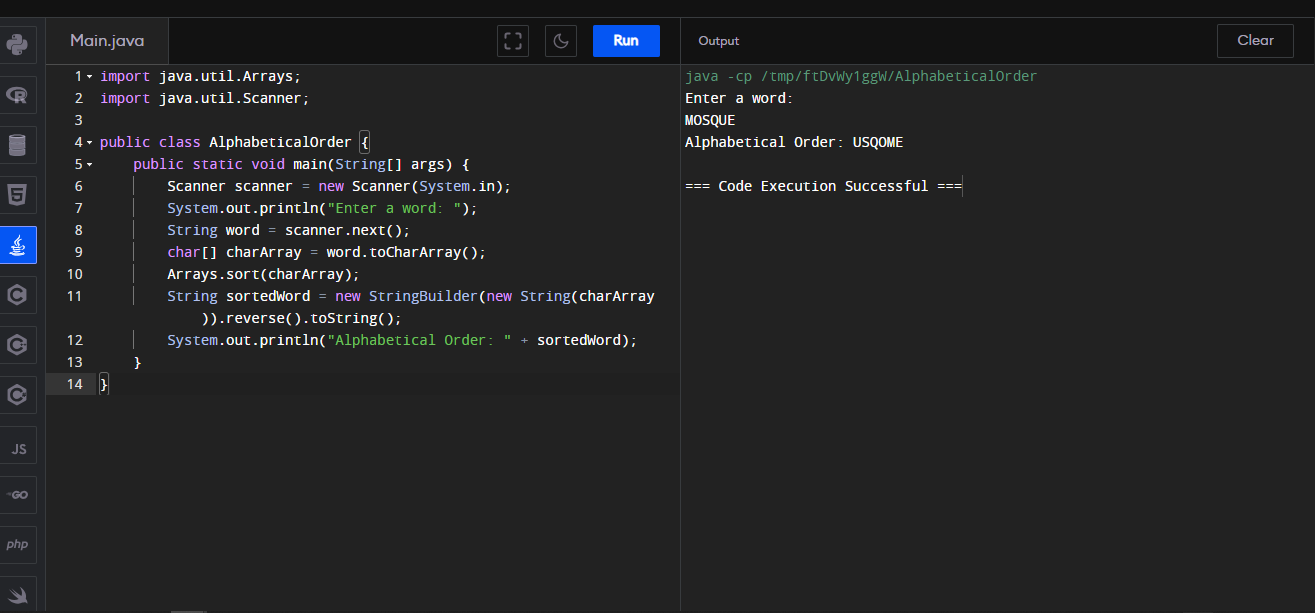 Main.java
Run
Output
Clear
1 import java.util.Arrays;
2 import java.util.Scanner;
3
4 public class AlphabeticalOrder {
5     public static void main(String[] args) {
6         Scanner scanner = new Scanner(System.in);
7         System.out.println("Enter a word: ");
8         String word = scanner.next();
9         char[] charArray = word.toCharArray();
10         Arrays.sort(charArray);
11         String sortedWord = new StringBuilder(new String(charArray
            )).reverse().toString();
12         System.out.println("Alphabetical Order: " + sortedWord);
13     }
14 }
java -cp /tmp/ftDvWy1ggW/AlphabeticalOrder
Enter a word:
MOSQUE
Alphabetical Order: USQOME

=== Code Execution Successful ===
R
5
C
C
C
JS
GO
php